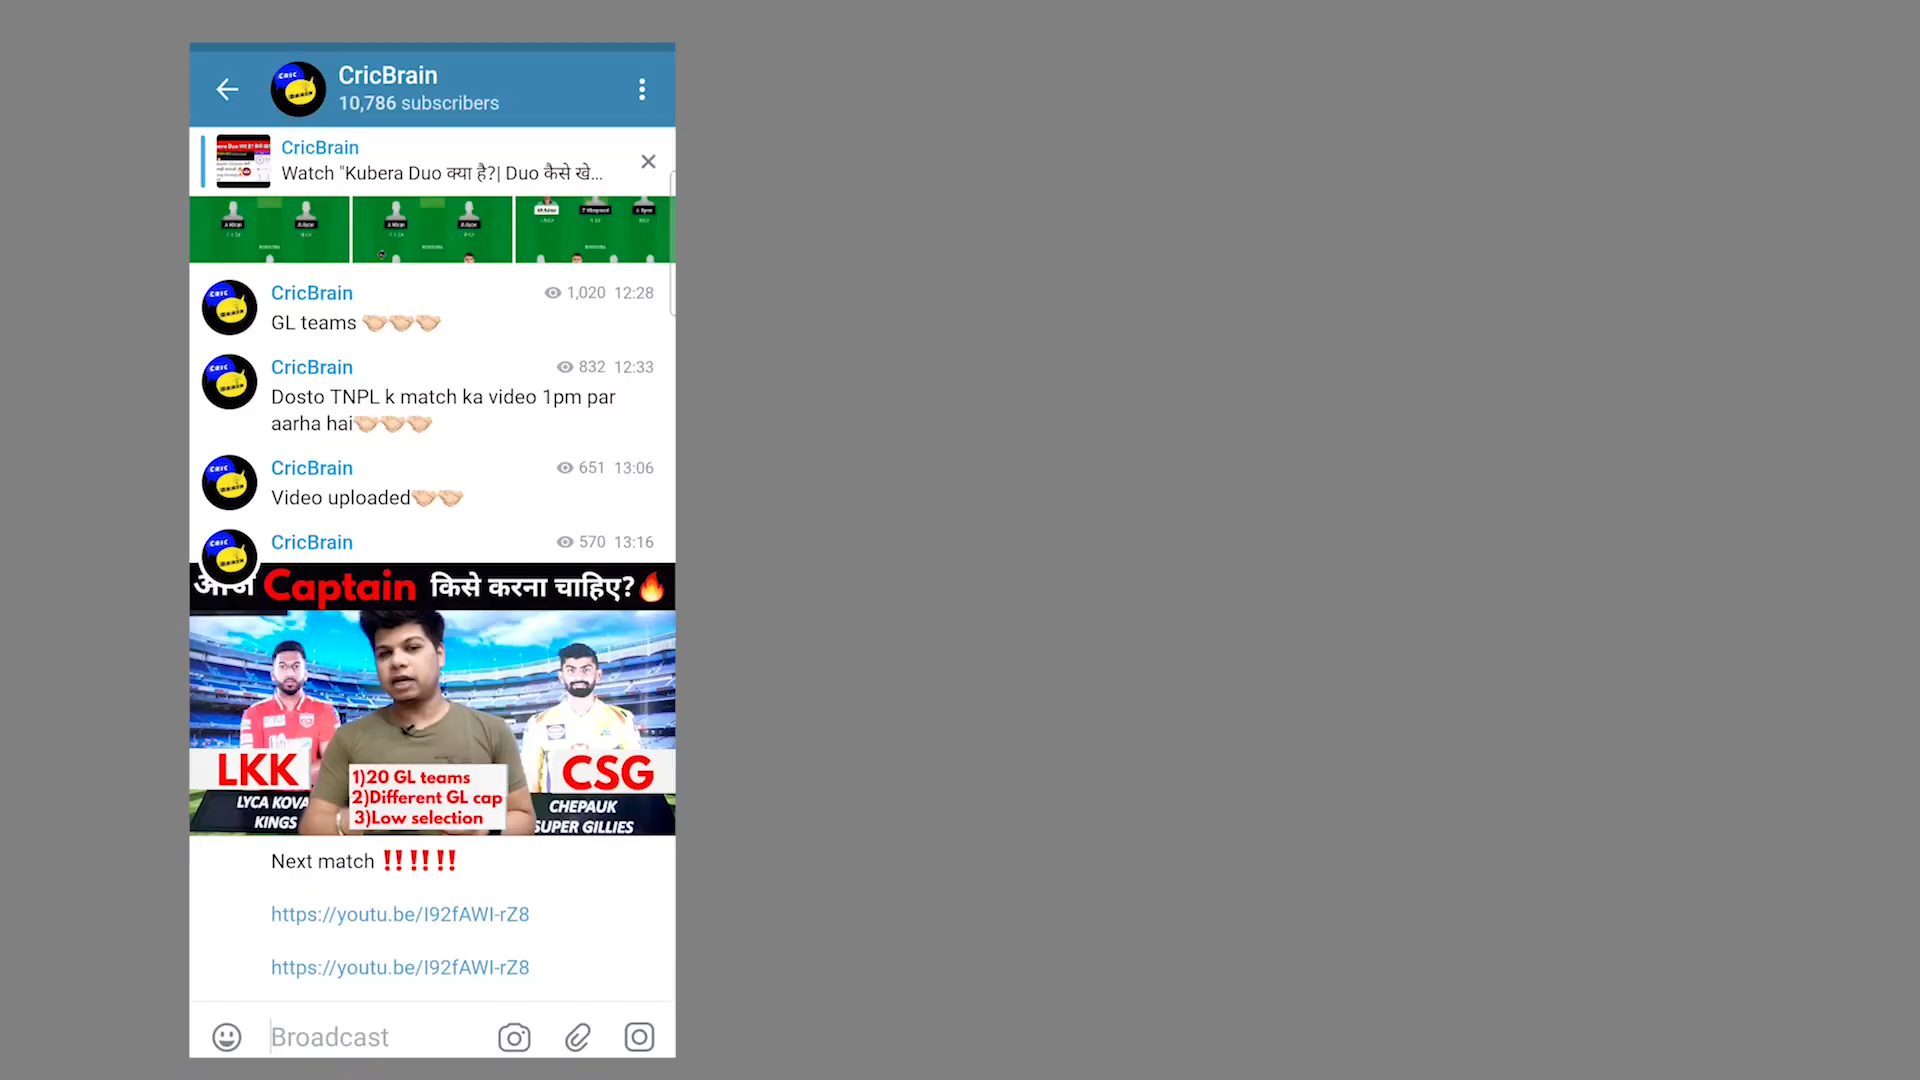 CricBrain
10,786 subscribers
CricBrain
Watch "Kubera Duo क्या है?| Duo कैसे खे...
CricBrain
1,020 12:28
GL teams 🤝🏻🤝🏻🤝🏻
CricBrain
832 12:33
Dosto TNPL k match ka video 1pm par
aarha hai🤝🏻🤝🏻🤝🏻
CricBrain
651 13:06
Video uploaded🤝🏻🤝🏻
CricBrain
570 13:16
आज Captain किसे करना चाहिए?🔥
LKK
LYCA KOVA
KINGS
1)20 GL teams
2)Different GL cap
3)Low selection
CSG
CHEPAUK
SUPER GILLIES
Next match ‼️‼️‼️
https://youtu.be/I92fAWI-rZ8
https://youtu.be/I92fAWI-rZ8
Broadcast